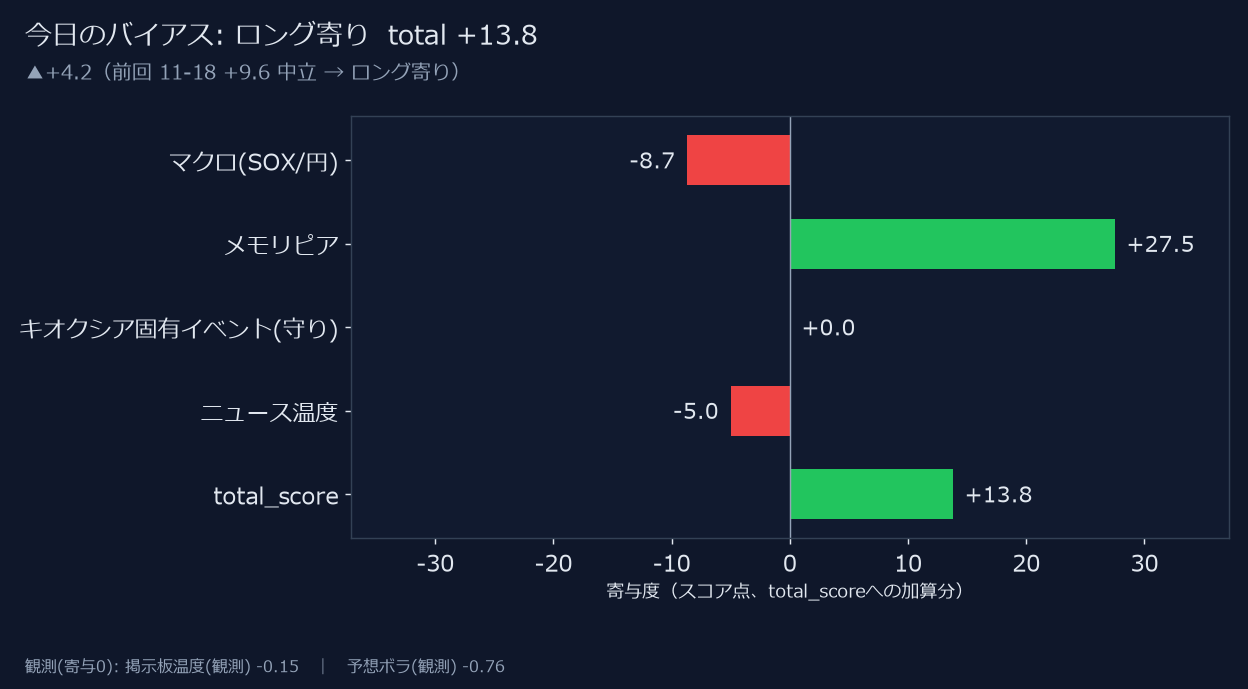 今日のバイアス: ロング寄り total +13.8
▲+4.2（前回 11-18 +9.6 中立 → ロング寄り）
マクロ(SOX/円)
-8.7
メモリピア
+27.5
キオクシア固有イベント(守り)
+0.0
ニュース温度
-5.0
total_score
+13.8
-30 -20 -10 0 10 20 30
寄与度（スコア点、total_scoreへの加算分）
観測(寄与0): 掲示板温度(観測) -0.15 | 予想ボラ(観測) -0.76